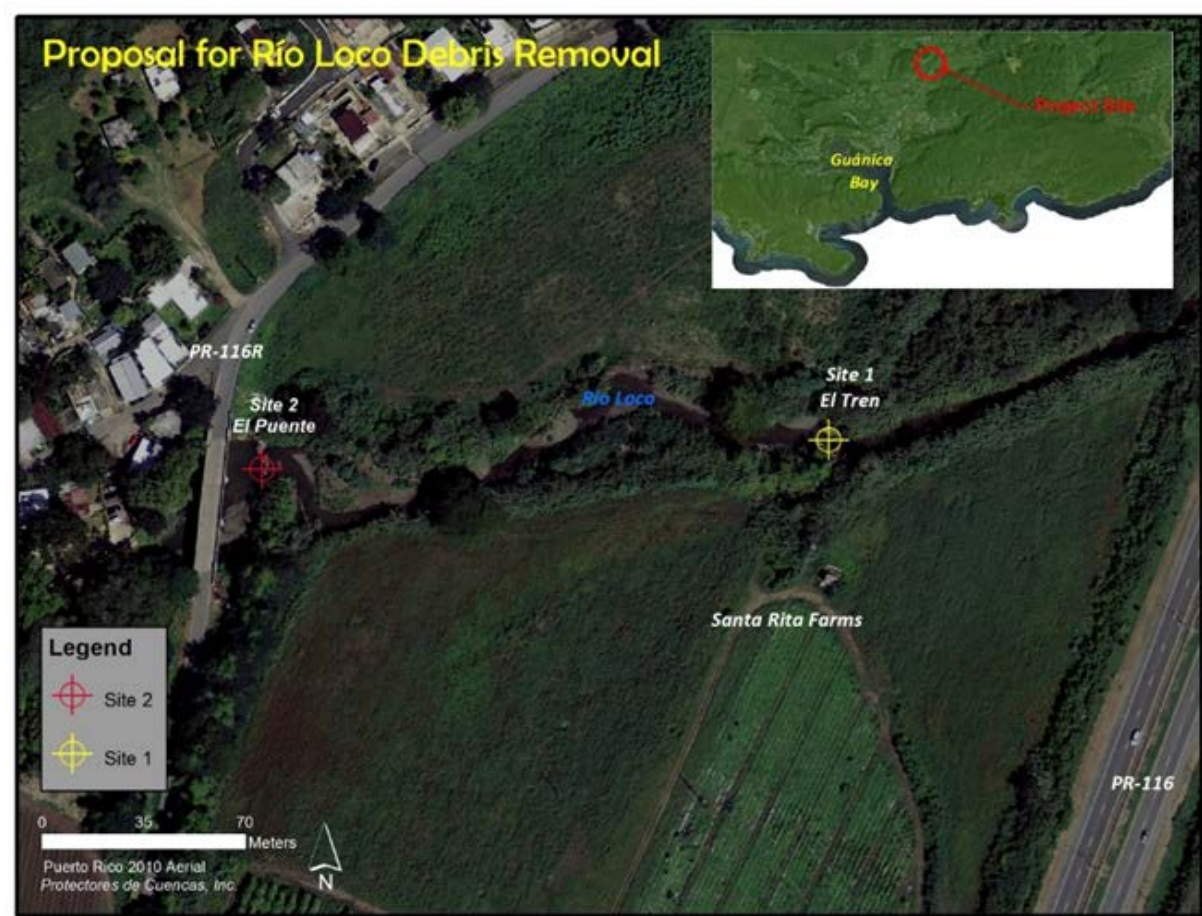 Proposal for Río Loco Debris Removal
Project Site
Guánica
Bay
PR-116R
Site 2
El Puente
Río Loco
Site 1
El Tren
Santa Rita Farms
PR-116
Legend
Site 2
Site 1
0 35 70
Meters
Puerto Rico 2010 Aerial
Protectores de Cuencas, Inc.
N